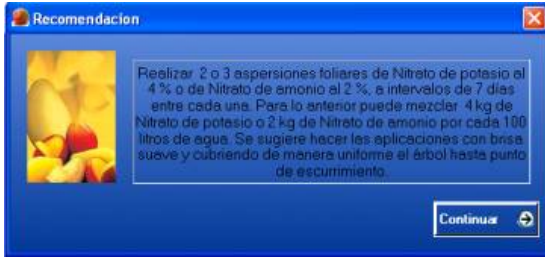 Recomendacion
Realizar 2 o 3 aspersiones foliares de Nitrato de potasio al
4 % o de Nitrato de amonio al 2 %, a intervalos de 7 días
entre cada una. Para lo anterior puede mezclar 4 kg de
Nitrato de potasio o 2 kg de Nitrato de amonio por cada 100
litros de agua. Se sugiere hacer las aplicaciones con brisa
suave y cubriendo de manera uniforme el árbol hasta punto
de escurrimiento.
Continuar